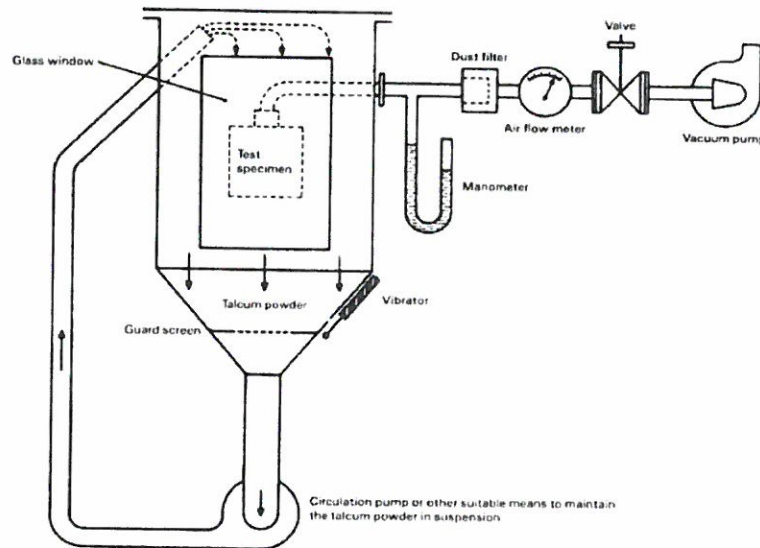 Valve
Dust filter
Glass window
Air flow meter
Vacuum pump
Test
specimen
Manometer
Talcum powder
Vibrator
Guard screen
Circulation pump or other suitable means to maintain
the talcum powder in suspension